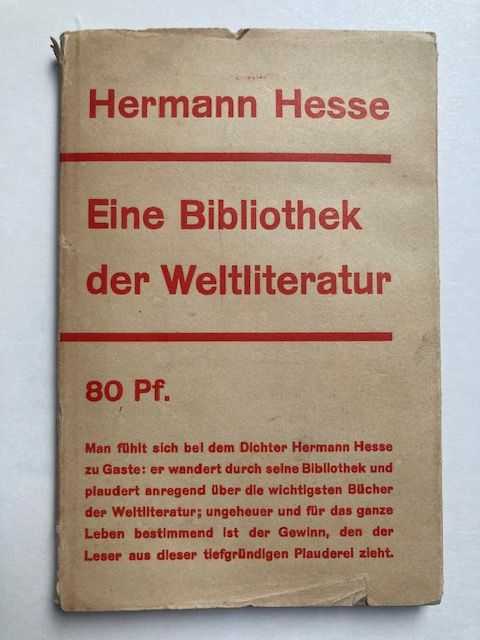 Hermann Hesse
Eine Bibliothek
der Weltliteratur
80 Pf.
Man fühlt sich bei dem Dichter Hermann Hesse
zu Gaste: er wandert durch seine Bibliothek und
plaudert anregend über die wichtigsten Bücher
der Weltliteratur; ungeheuer und für das ganze
Leben bestimmend ist der Gewinn, den der
Leser aus dieser tiefgründigen Plauderei zieht.